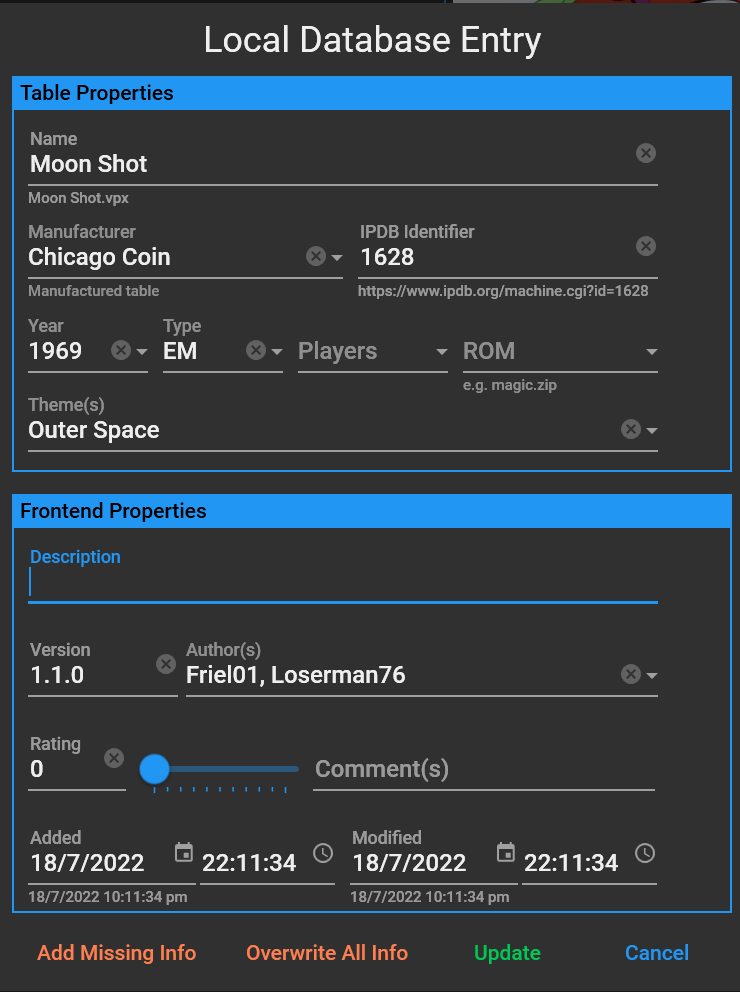 Local Database Entry
Table Properties
Name
Moon Shot
Moon Shot.vpx
Manufacturer IPDB Identifier
Chicago Coin 1628
Manufactured table https://www.ipdb.org/machine.cgi?id=1628
Year Type
1969 EM Players ROM
e.g. magic.zip
Theme(s)
Outer Space
Frontend Properties
Description
Version Author(s)
1.1.0 Friel01, Loserman76
Rating
0 Comment(s)
Added Modified
18/7/2022 22:11:34 18/7/2022 22:11:34
18/7/2022 10:11:34 pm 18/7/2022 10:11:34 pm
Add Missing Info Overwrite All Info Update Cancel